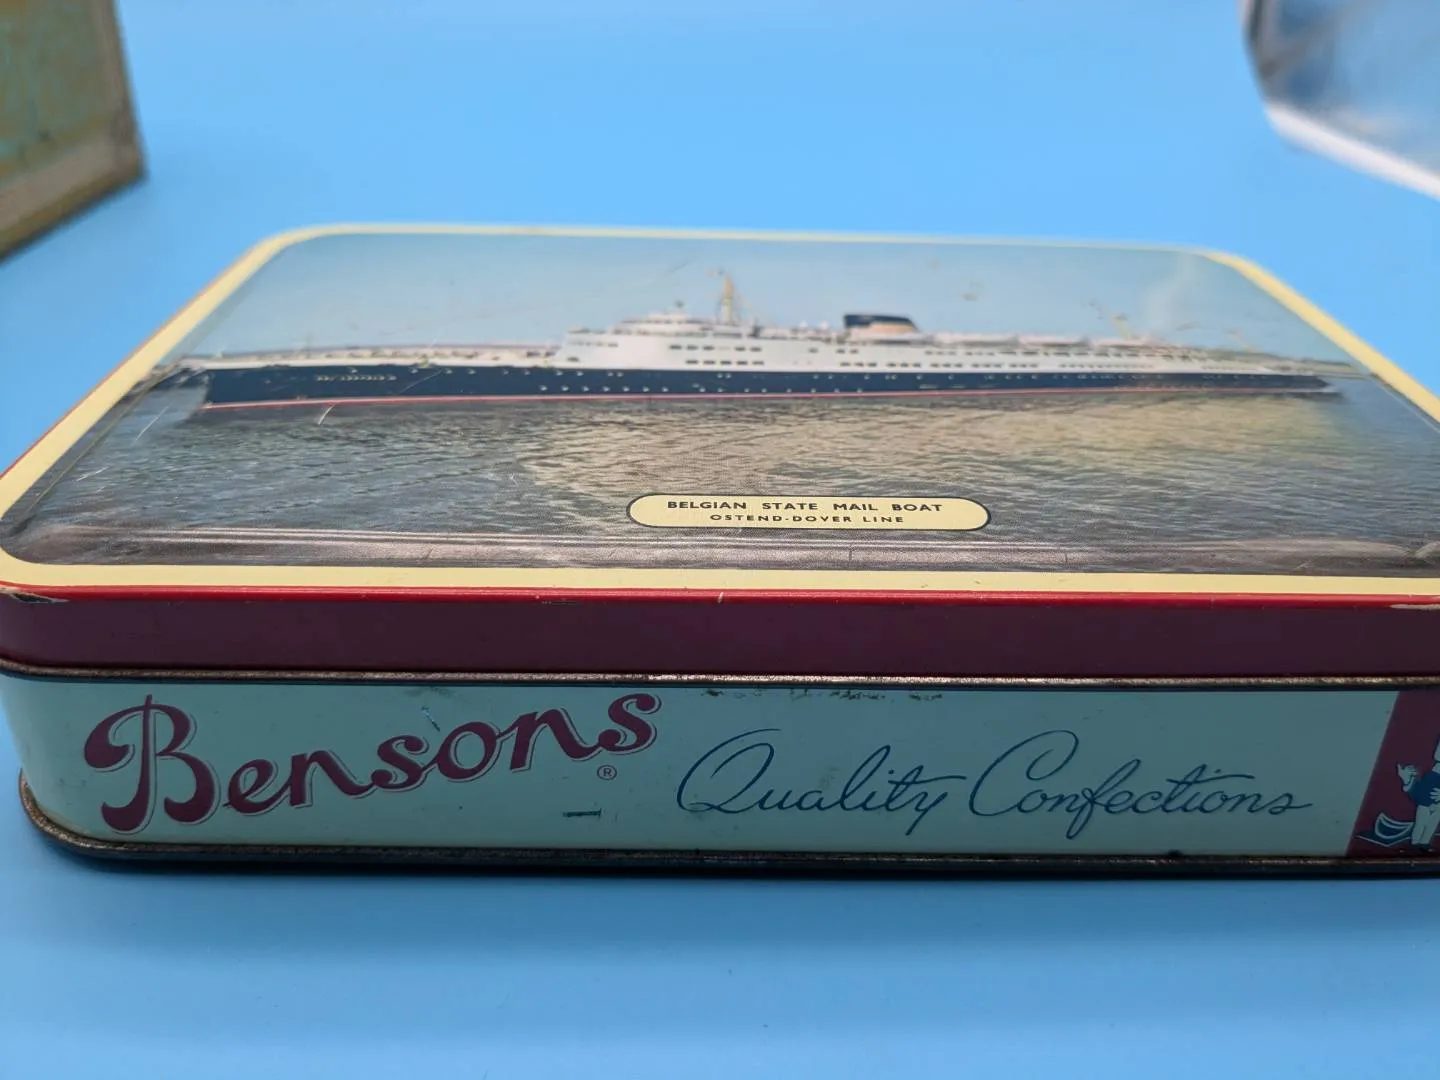 BELGIAN STATE MAIL BOAT
OSTEND-DOVER LINE
Bensons ®
Quality Confections